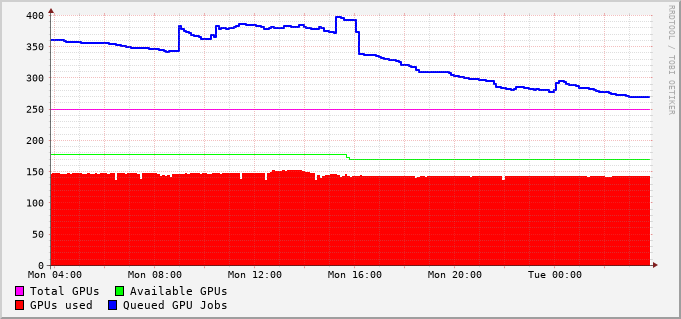 RRDTOOL / TOBI OETIKER
400
350
300
250
200
150
100
50
0
Mon 04:00 Mon 08:00 Mon 12:00 Mon 16:00 Mon 20:00 Tue 00:00
Total GPUs Available GPUs
GPUs used Queued GPU Jobs